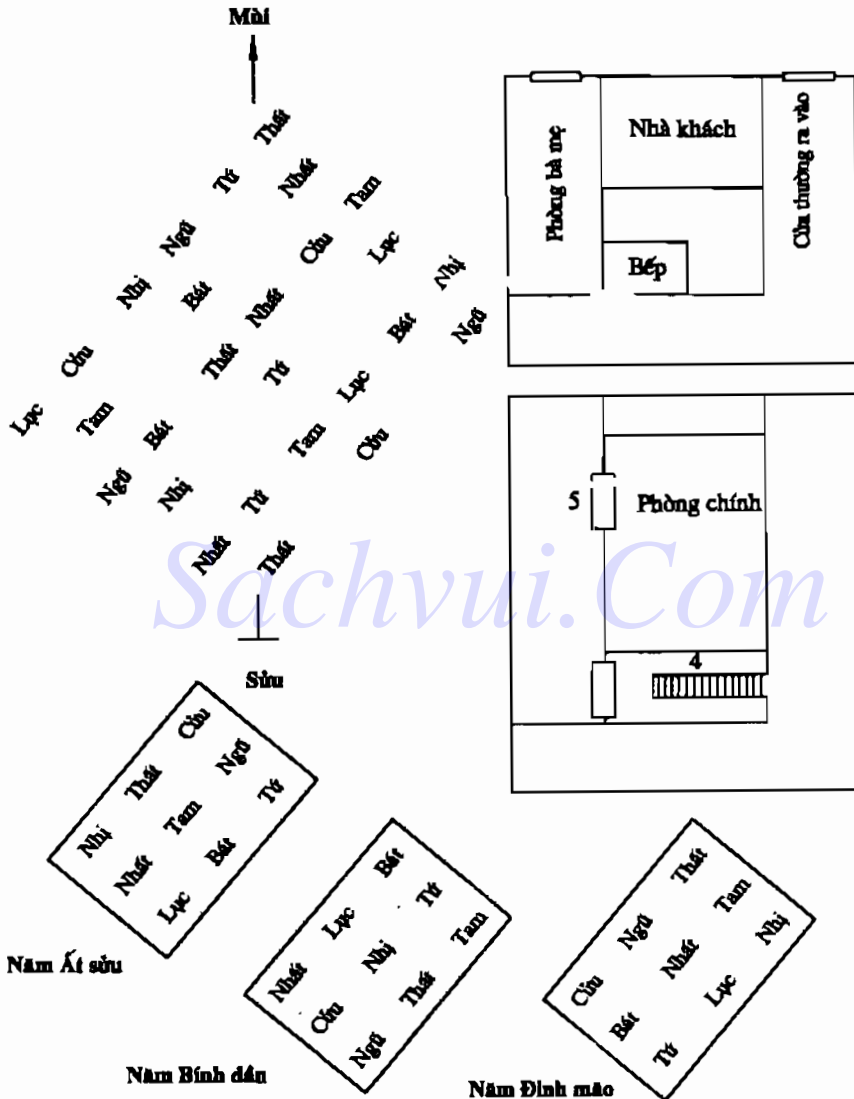 Mùi
Thất
Tứ Nhất
Tam
Ngũ Cửu Lục
Nhị Bát Nhất Nhị
Cửu Thất Tứ Bát Ngũ
Lục Tam Bát Lục
Ngũ Nhị Tam Cửu
Tứ
Nhất Thất
Sửu
Phòng bà mẹ
Nhà khách
Cửa thường ra vào
Bếp
5
Phòng chính
4
Sachvui.Com
Cửu
Thất Ngũ
Nhị Tam Tứ
Nhất Bát
Lục
Năm Ất sửu
Bát
Lục Tứ
Nhất Nhị Tam
Cửu Thất
Ngũ
Năm Bính dần
Thất
Ngũ Tam
Cửu Nhất Nhị
Bát Lục
Tứ
Năm Đinh mão